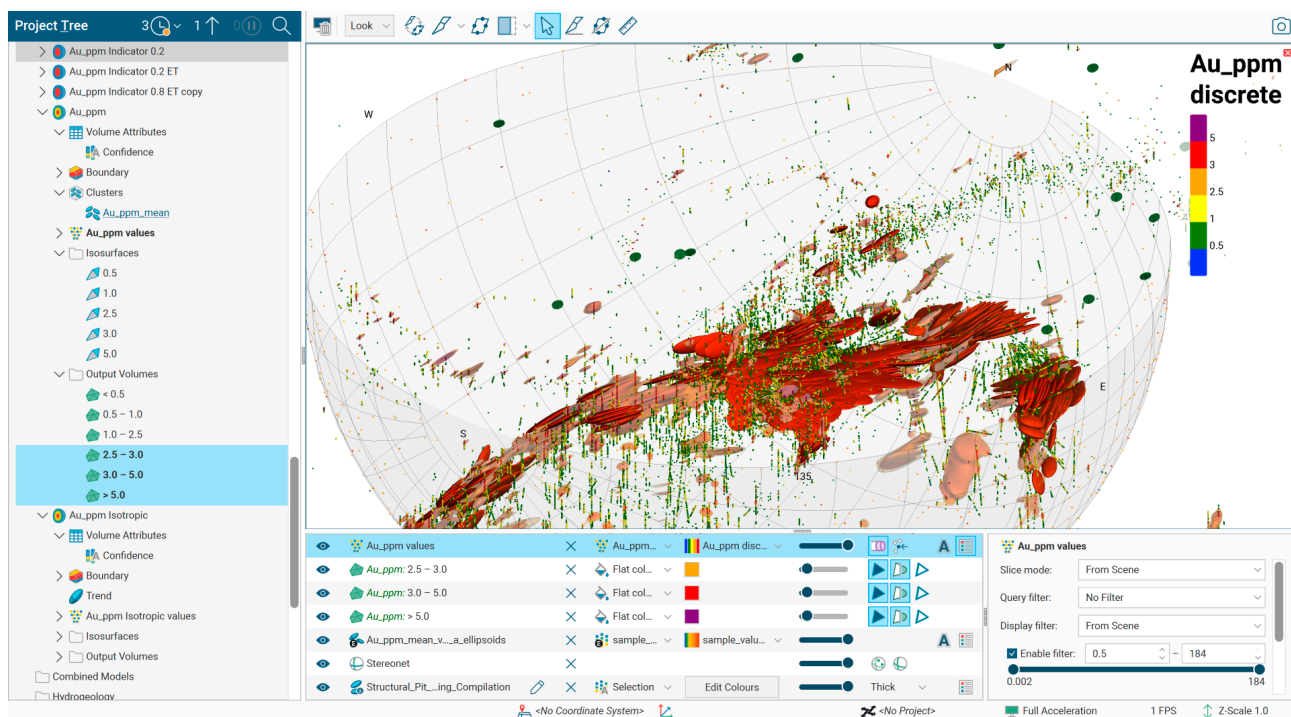 Project Tree
3
1
0
Look
Au_ppm Indicator 0.2
Au_ppm Indicator 0.2 ET
Au_ppm Indicator 0.8 ET copy
Au_ppm
Volume Attributes
Confidence
Boundary
Clusters
Au_ppm_mean
Au_ppm values
Isosurfaces
0.5
1.0
2.5
3.0
5.0
Output Volumes
< 0.5
0.5 – 1.0
1.0 – 2.5
2.5 – 3.0
3.0 – 5.0
> 5.0
Au_ppm Isotropic
Volume Attributes
Confidence
Boundary
Trend
Au_ppm Isotropic values
Isosurfaces
Output Volumes
Combined Models
Hydrogeology
W
N
S
E
135
Au_ppm
discrete
5
3
2.5
1
0.5
Au_ppm values Au_ppm... Au_ppm disc...
Au_ppm: 2.5 – 3.0 Flat col...
Au_ppm: 3.0 – 5.0 Flat col...
Au_ppm: > 5.0 Flat col...
Au_ppm_mean_v..._a_ellipsoids sample_... sample_valu...
Stereonet
Structural_Pit_...ing_Compilation Selection Edit Colours Thick
Au_ppm values
Slice mode: From Scene
Query filter: No Filter
Display filter: From Scene
Enable filter: 0.5 – 184
0.002 184
<No Coordinate System> <No Project> Full Acceleration 1 FPS Z-Scale 1.0